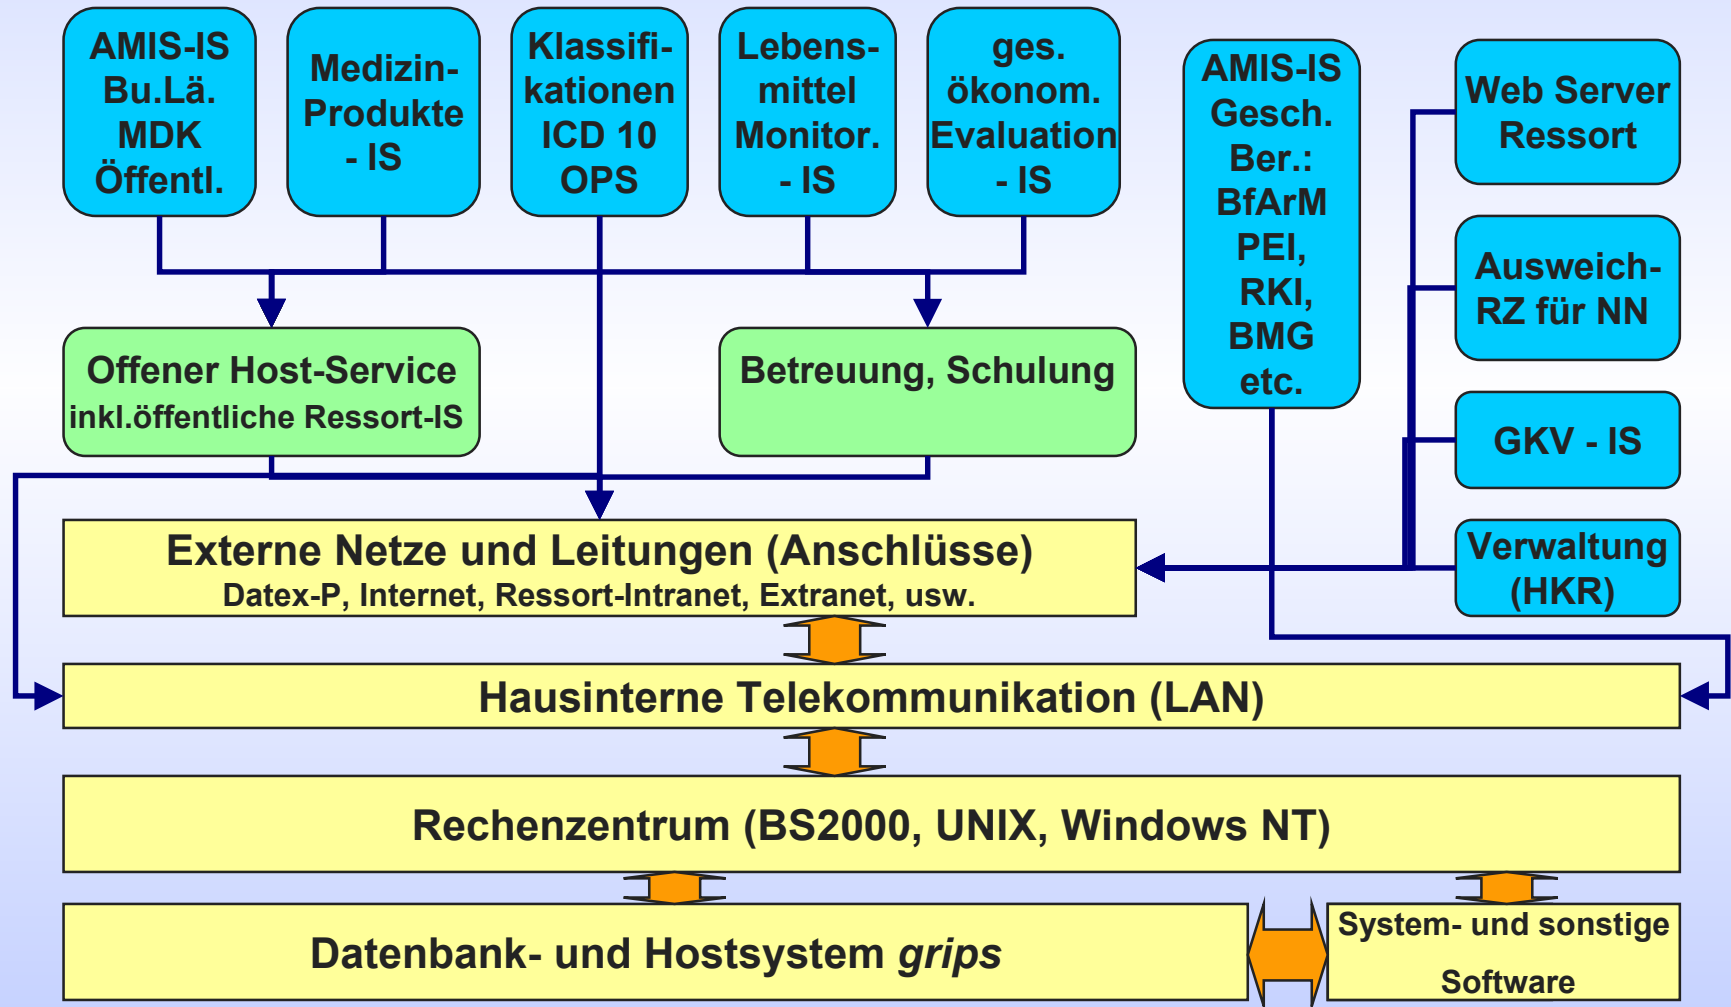 AMIS-IS
Bu.Lä.
MDK
Öffentl.
Medizin-
Produkte
- IS
Klassifi-
kationen
ICD 10
OPS
Lebens-
mittel
Monitor.
- IS
ges.
ökonom.
Evaluation
- IS
AMIS-IS
Gesch.
Ber.:
BfArM
PEI,
RKI,
BMG
etc.
Web Server
Ressort
Ausweich-
RZ für NN
GKV - IS
Verwaltung
(HKR)
Offener Host-Service
inkl.öffentliche Ressort-IS
Betreuung, Schulung
Externe Netze und Leitungen (Anschlüsse)
Datex-P, Internet, Ressort-Intranet, Extranet, usw.
Hausinterne Telekommunikation (LAN)
Rechenzentrum (BS2000, UNIX, Windows NT)
Datenbank- und Hostsystem grips
System- und sonstige
Software